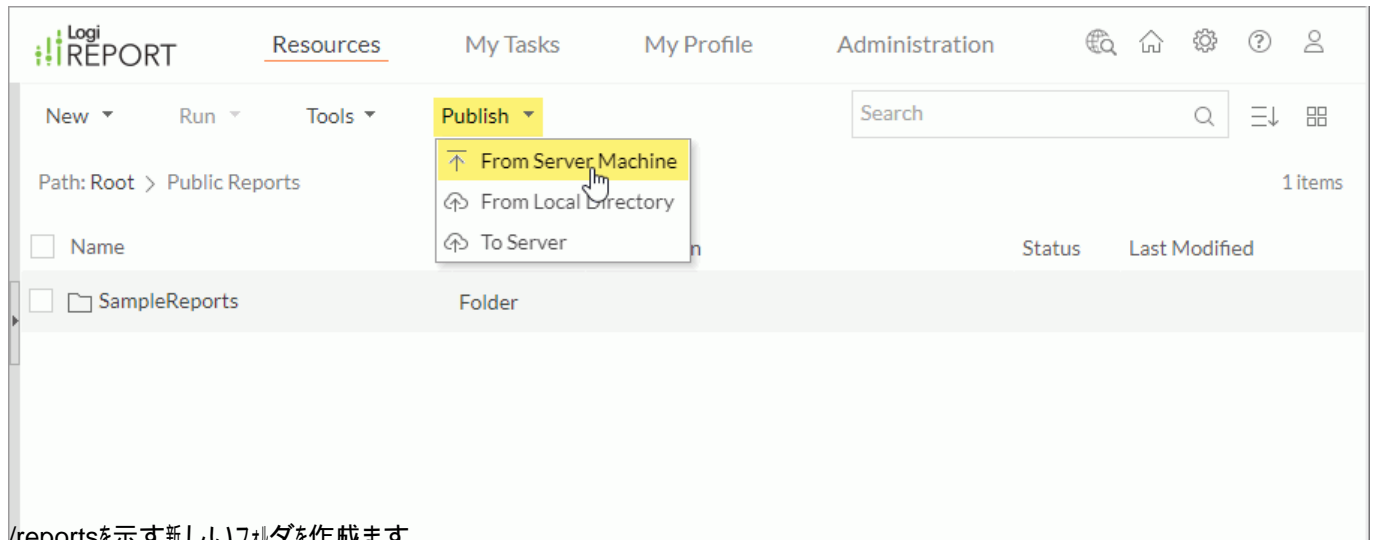 Logi
REPORT Resources My Tasks My Profile Administration
New Run Tools Publish Search
From Server Machine
Path: Root > Public Reports 1 items
From Local Directory
To Server
Name Status Last Modified
SampleReports Folder
/reportsを示す新しいフォルダを作成ます